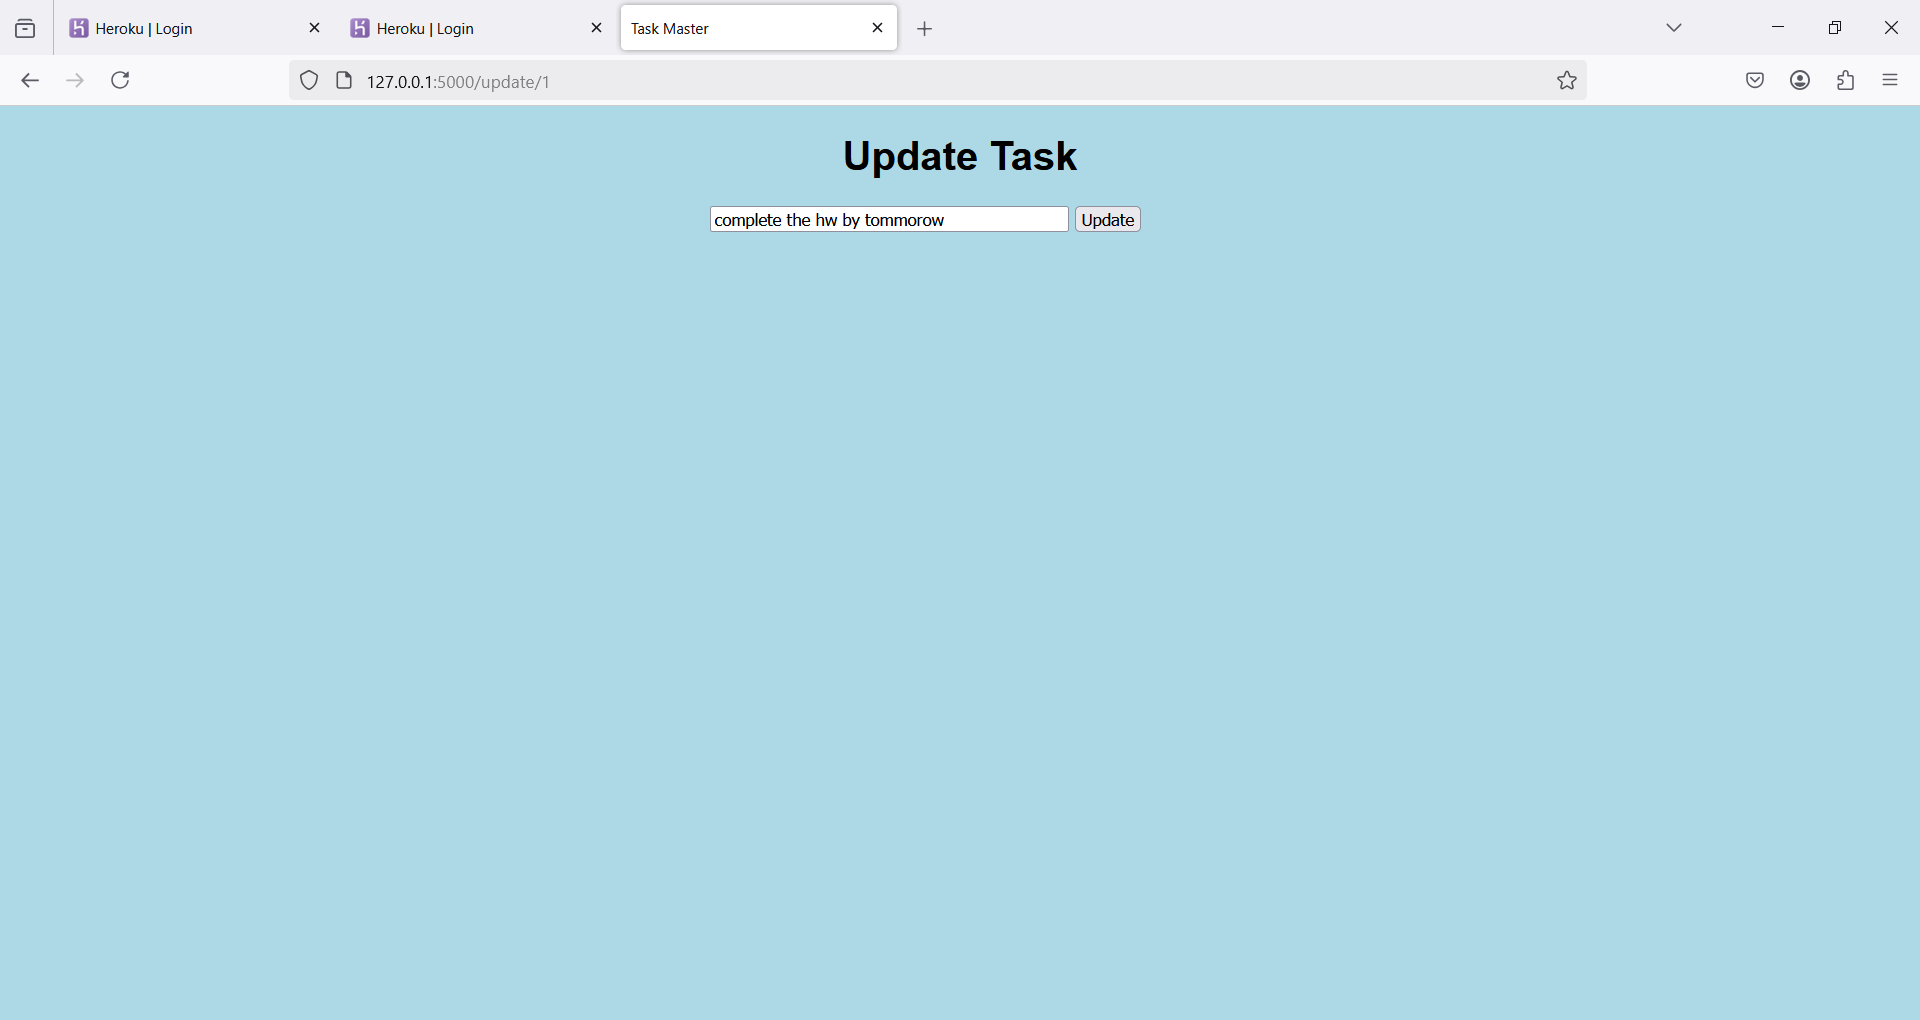 Heroku | Login
Heroku | Login
Task Master
127.0.0.1:5000/update/1
Update Task
complete the hw by tommorow
Update